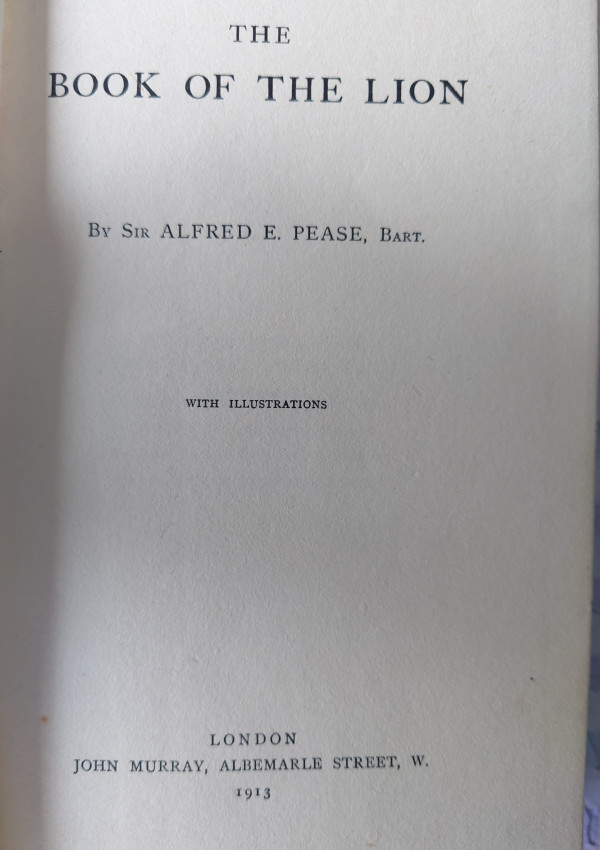 THE
BOOK OF THE LION
By Sir ALFRED E. PEASE, Bart.
WITH ILLUSTRATIONS
LONDON
JOHN MURRAY, ALBEMARLE STREET, W.
1913